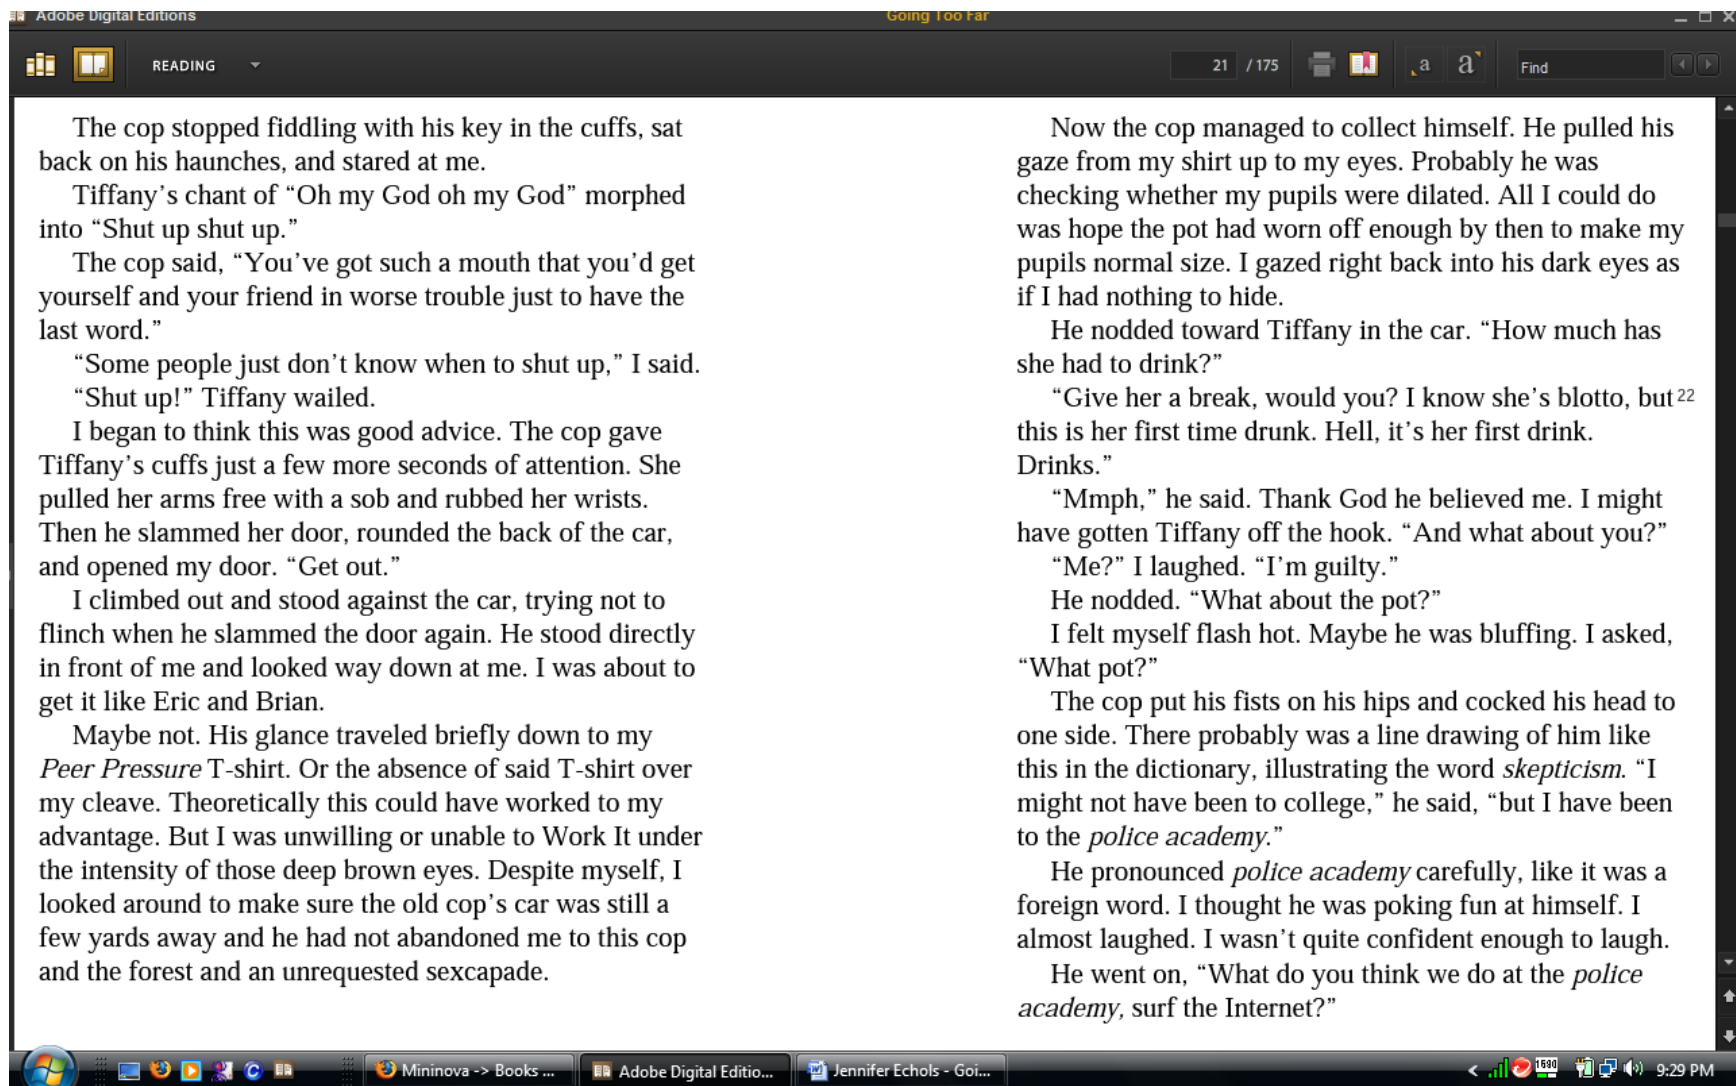 Adobe Digital Editions
Going Too Far
READING
21 / 175
a
a
Find
The cop stopped fiddling with his key in the cuffs, sat
back on his haunches, and stared at me.
Tiffany’s chant of “Oh my God oh my God” morphed
into “Shut up shut up.”
The cop said, “You’ve got such a mouth that you’d get
yourself and your friend in worse trouble just to have the
last word.”
“Some people just don’t know when to shut up,” I said.
“Shut up!” Tiffany wailed.
I began to think this was good advice. The cop gave
Tiffany’s cuffs just a few more seconds of attention. She
pulled her arms free with a sob and rubbed her wrists.
Then he slammed her door, rounded the back of the car,
and opened my door. “Get out.”
I climbed out and stood against the car, trying not to
flinch when he slammed the door again. He stood directly
in front of me and looked way down at me. I was about to
get it like Eric and Brian.
Maybe not. His glance traveled briefly down to my
Peer Pressure T-shirt. Or the absence of said T-shirt over
my cleave. Theoretically this could have worked to my
advantage. But I was unwilling or unable to Work It under
the intensity of those deep brown eyes. Despite myself, I
looked around to make sure the old cop’s car was still a
few yards away and he had not abandoned me to this cop
and the forest and an unrequested sexcapade.
Now the cop managed to collect himself. He pulled his
gaze from my shirt up to my eyes. Probably he was
checking whether my pupils were dilated. All I could do
was hope the pot had worn off enough by then to make my
pupils normal size. I gazed right back into his dark eyes as
if I had nothing to hide.
He nodded toward Tiffany in the car. “How much has
she had to drink?”
“Give her a break, would you? I know she’s blotto, but 22
this is her first time drunk. Hell, it’s her first drink.
Drinks.”
“Mmph,” he said. Thank God he believed me. I might
have gotten Tiffany off the hook. “And what about you?”
“Me?” I laughed. “I’m guilty.”
He nodded. “What about the pot?”
I felt myself flash hot. Maybe he was bluffing. I asked,
“What pot?”
The cop put his fists on his hips and cocked his head to
one side. There probably was a line drawing of him like
this in the dictionary, illustrating the word skepticism. “I
might not have been to college,” he said, “but I have been
to the police academy.”
He pronounced police academy carefully, like it was a
foreign word. I thought he was poking fun at himself. I
almost laughed. I wasn’t quite confident enough to laugh.
He went on, “What do you think we do at the police
academy, surf the Internet?”
Mininova -> Books ...
Adobe Digital Editio...
Jennifer Echols - Goi...
9:29 PM